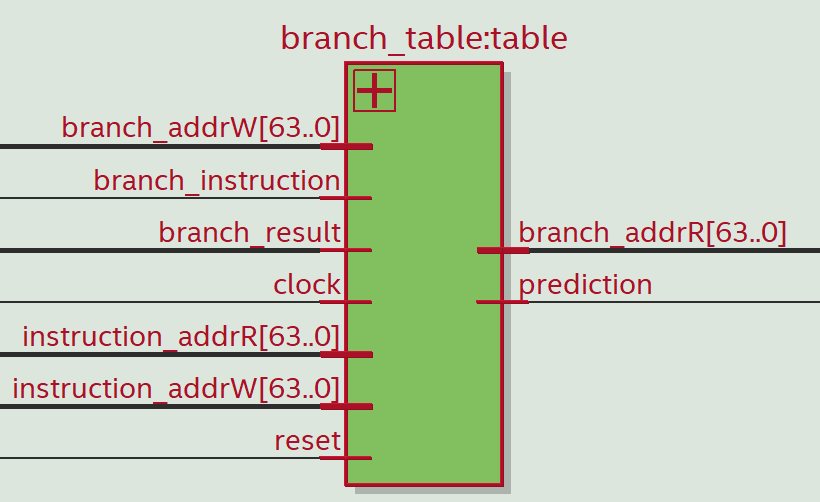 branch_table:table
branch_addrW[63..0]
branch_instruction
branch_result
branch_addrR[63..0]
clock
prediction
instruction_addrR[63..0]
instruction_addrW[63..0]
reset